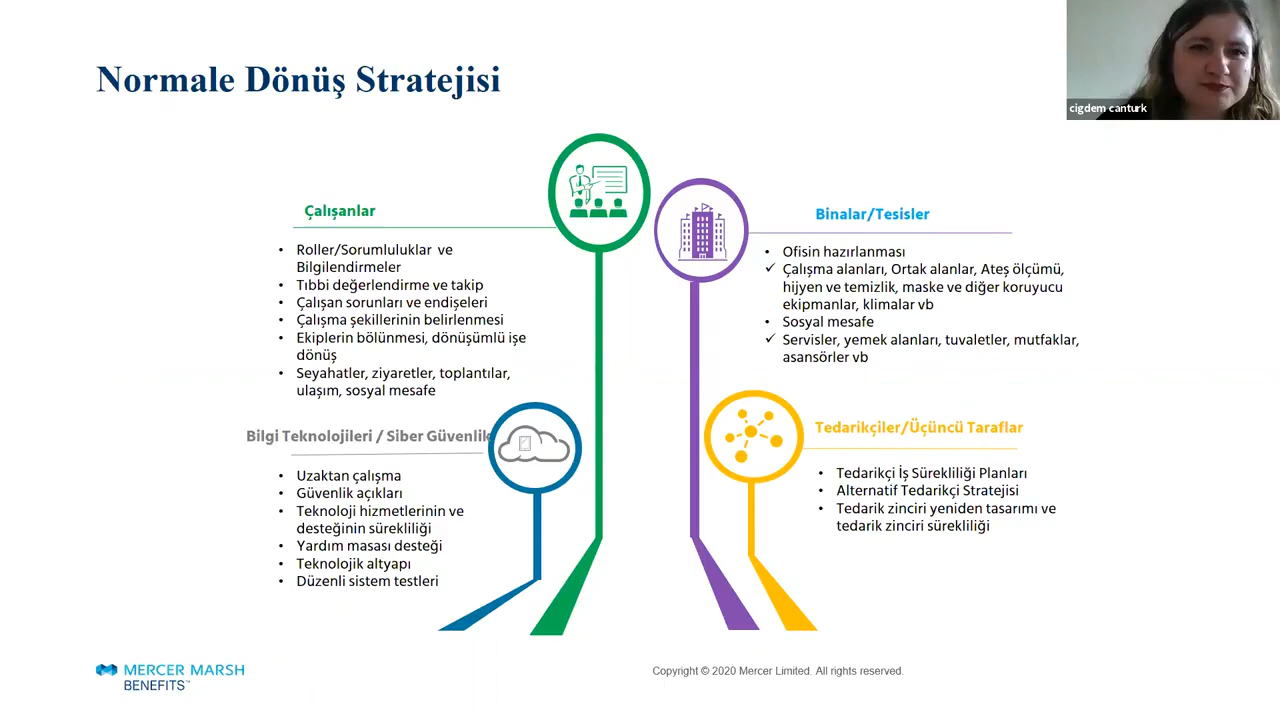 Normale Dönüş Stratejisi
cigdem canturk
Çalışanlar
• Roller/Sorumluluklar ve
Bilgilendirmeler
• Tıbbi değerlendirme ve takip
• Çalışan sorunları ve endişeleri
• Çalışma şekillerinin belirlenmesi
• Ekiplerin bölünmesi, dönüşümlü işe
dönüş
• Seyahatler, ziyaretler, toplantılar,
ulaşım, sosyal mesafe
Binalar/Tesisler
• Ofisin hazırlanması
✓ Çalışma alanları, Ortak alanlar, Ateş ölçümü,
hijyen ve temizlik, maske ve diğer koruyucu
ekipmanlar, klimalar vb
• Sosyal mesafe
✓ Servisler, yemek alanları, tuvaletler, mutfaklar,
asansörler vb
Bilgi Teknolojileri / Siber Güvenlik
• Uzaktan çalışma
• Güvenlik açıkları
• Teknoloji hizmetlerinin ve
desteğinin sürekliliği
• Yardım masası desteği
• Teknolojik altyapı
• Düzenli sistem testleri
Tedarikçiler/Üçüncü Taraflar
• Tedarikçi İş Sürekliliği Planları
• Alternatif Tedarikçi Stratejisi
• Tedarik zinciri yeniden tasarımı ve
tedarik zinciri sürekliliği
MERCER MARSH
BENEFITS™
Copyright © 2020 Mercer Limited. All rights reserved.